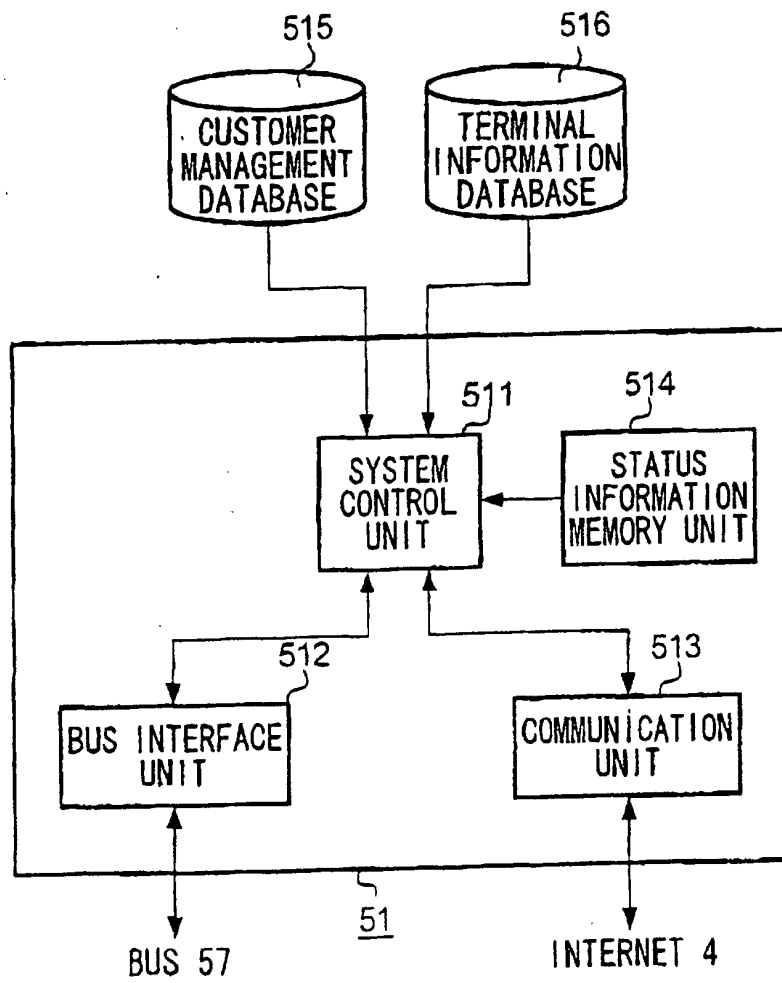 515
516
CUSTOMER
MANAGEMENT
DATABASE
TERMINAL
INFORMATION
DATABASE
511
514
SYSTEM
CONTROL
UNIT
STATUS
INFORMATION
MEMORY UNIT
512
513
BUS INTERFACE
UNIT
COMMUNICATION
UNIT
51
BUS 57
INTERNET 4